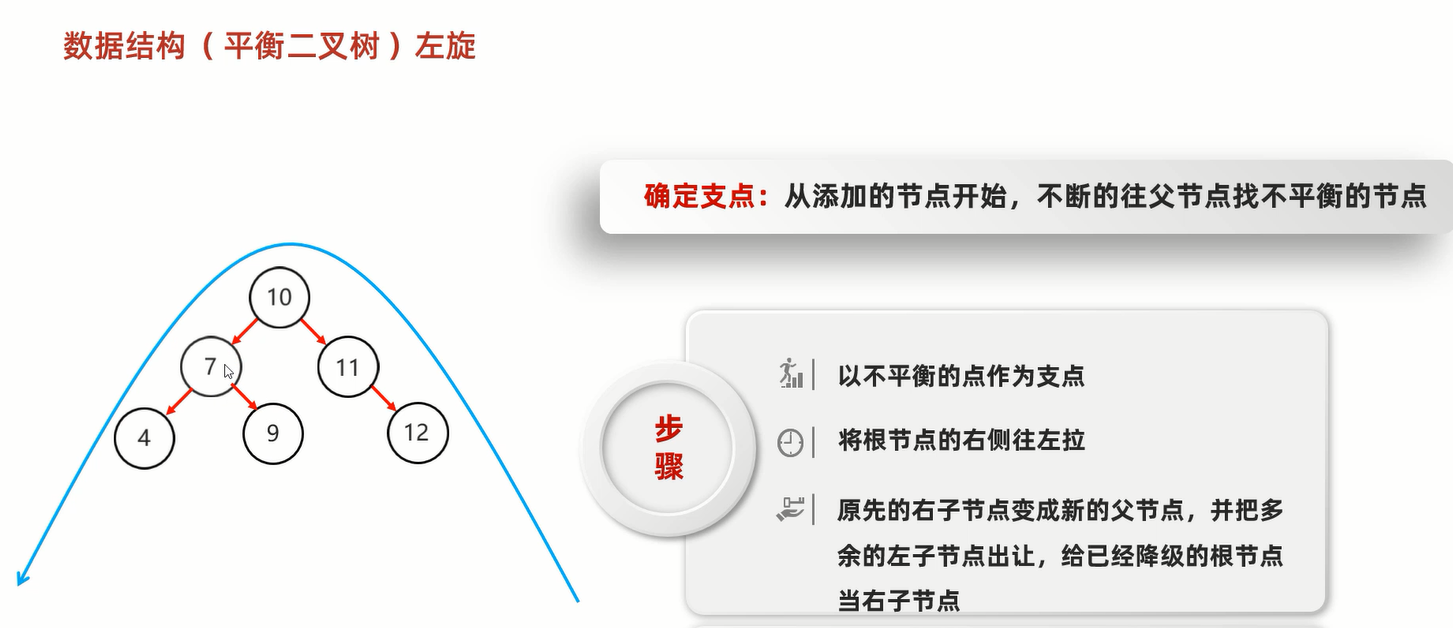 数据结构（平衡二叉树）左旋
确定支点：从添加的节点开始，不断的往父节点找不平衡的节点
10
7
11
4
9
12
步
骤
以不平衡的点作为支点
将根节点的右侧往左拉
原先的右子节点变成新的父节点，并把多
余的左子节点出让，给已经降级的根节点
当右子节点